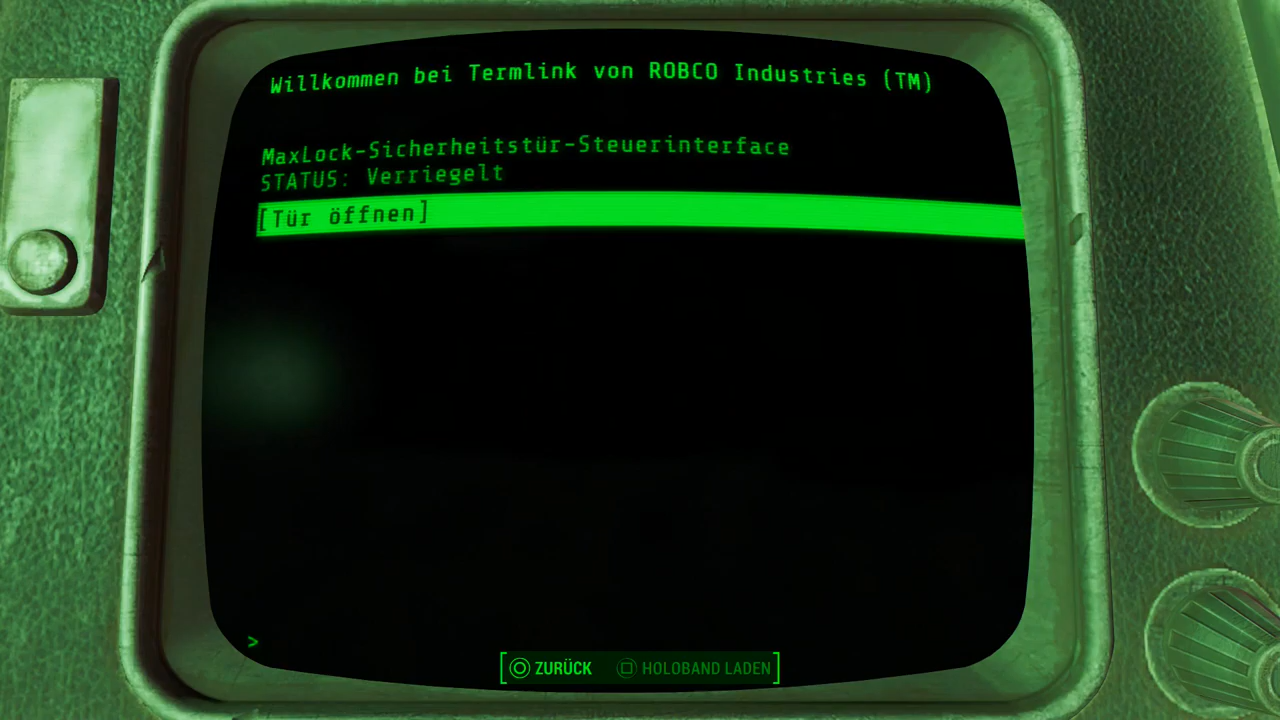 Willkommen bei Termlink von ROBCO Industries (TM)
MaxLock-Sicherheitstür-Steuerinterface
STATUS: Verriegelt
[Tür öffnen]
>
ZURÜCK HOLOBAND LADEN